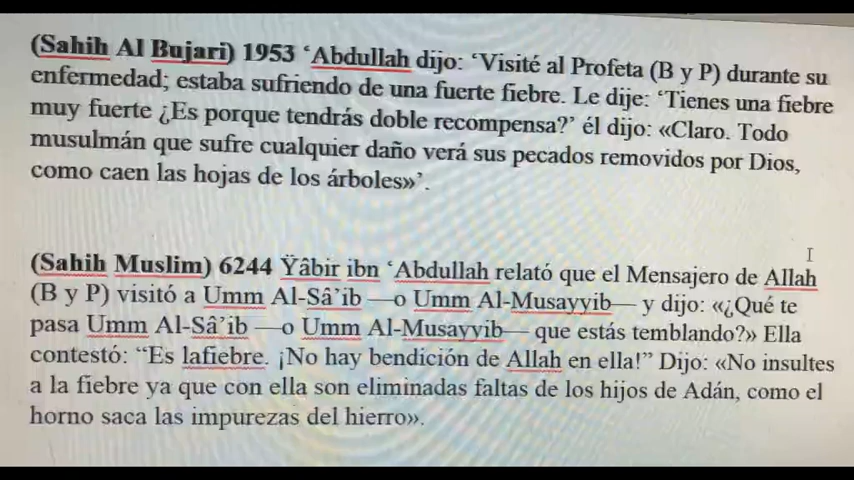 (Sahih Al Bujari) 1953 ‘Abdullah dijo: ‘Visité al Profeta (B y P) durante su
enfermedad; estaba sufriendo de una fuerte fiebre. Le dije: ‘Tienes una fiebre
muy fuerte ¿Es porque tendrás doble recompensa?’ él dijo: «Claro. Todo
musulmán que sufre cualquier daño verá sus pecados removidos por Dios,
como caen las hojas de los árboles»’.
(Sahih Muslim) 6244 Ÿâbir ibn ‘Abdullah relató que el Mensajero de Allah
(B y P) visitó a Umm Al-Sâ’ib —o Umm Al-Musayyib— y dijo: «¿Qué te
pasa Umm Al-Sâ’ib —o Umm Al-Musayyib— que estás temblando?» Ella
contestó: “Es lafiebre. ¡No hay bendición de Allah en ella!” Dijo: «No insultes
a la fiebre ya que con ella son eliminadas faltas de los hijos de Adán, como el
horno saca las impurezas del hierro».